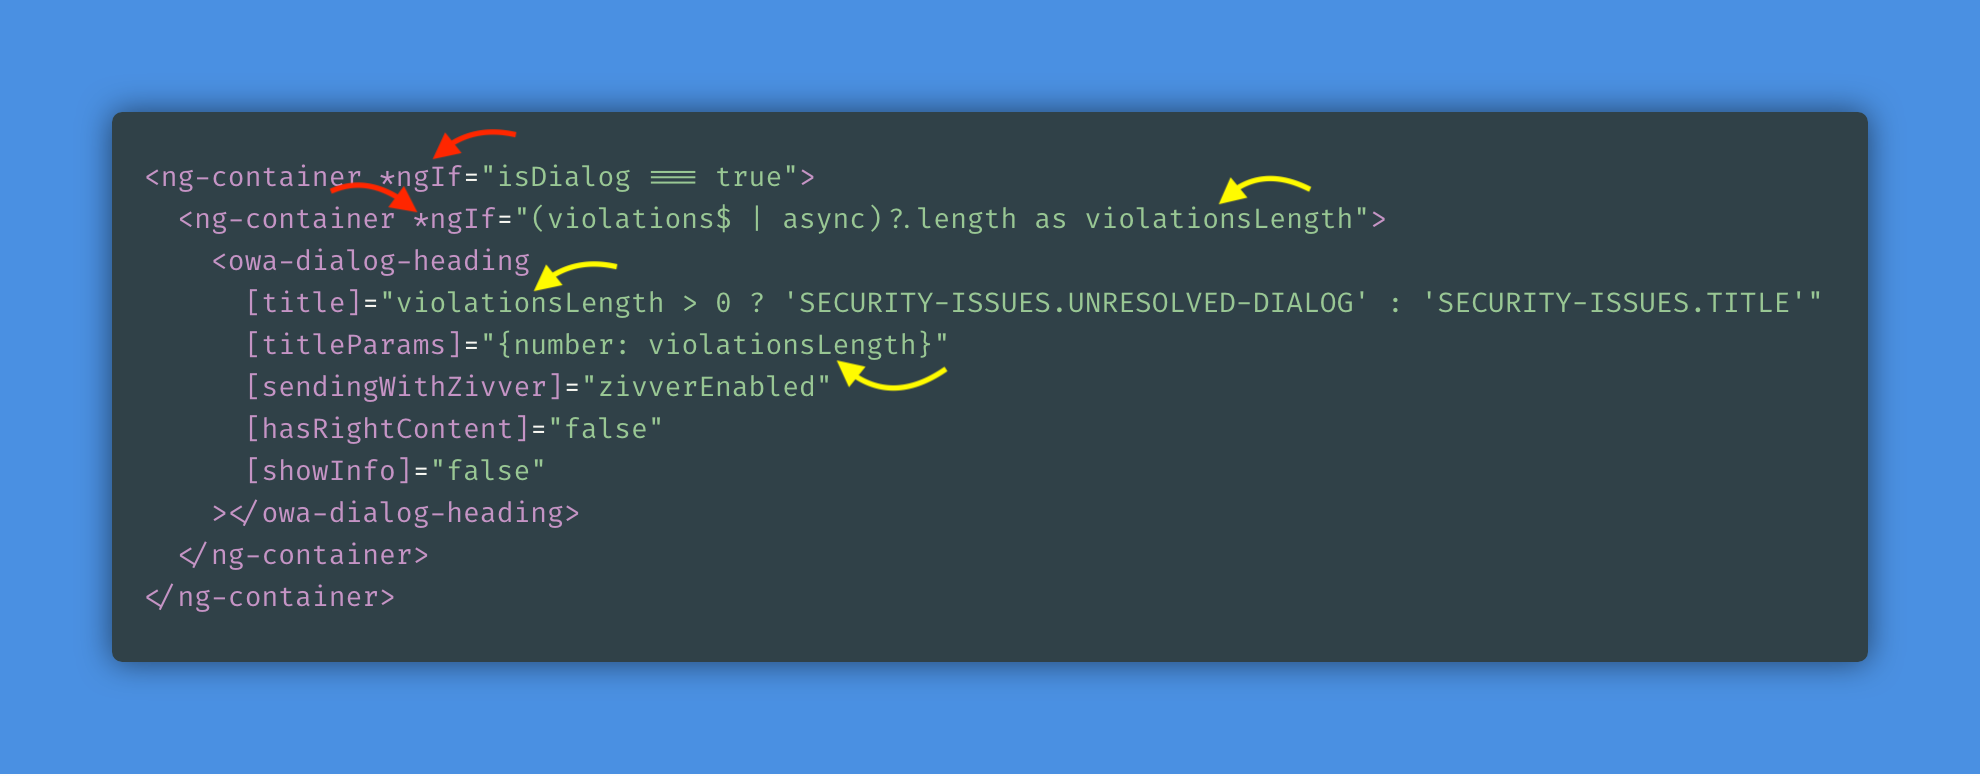 <ng-container *ngIf="isDialog === true">
<ng-container *ngIf="(violations$ | async)?.length as violationsLength">
<owa-dialog-heading
[title]="violationsLength > 0 ? 'SECURITY-ISSUES.UNRESOLVED-DIALOG' : 'SECURITY-ISSUES.TITLE'"
[titleParams]="{number: violationsLength}"
[sendingWithZivver]="zivverEnabled"
[hasRightContent]="false"
[showInfo]="false"
></owa-dialog-heading>
</ng-container>
</ng-container>